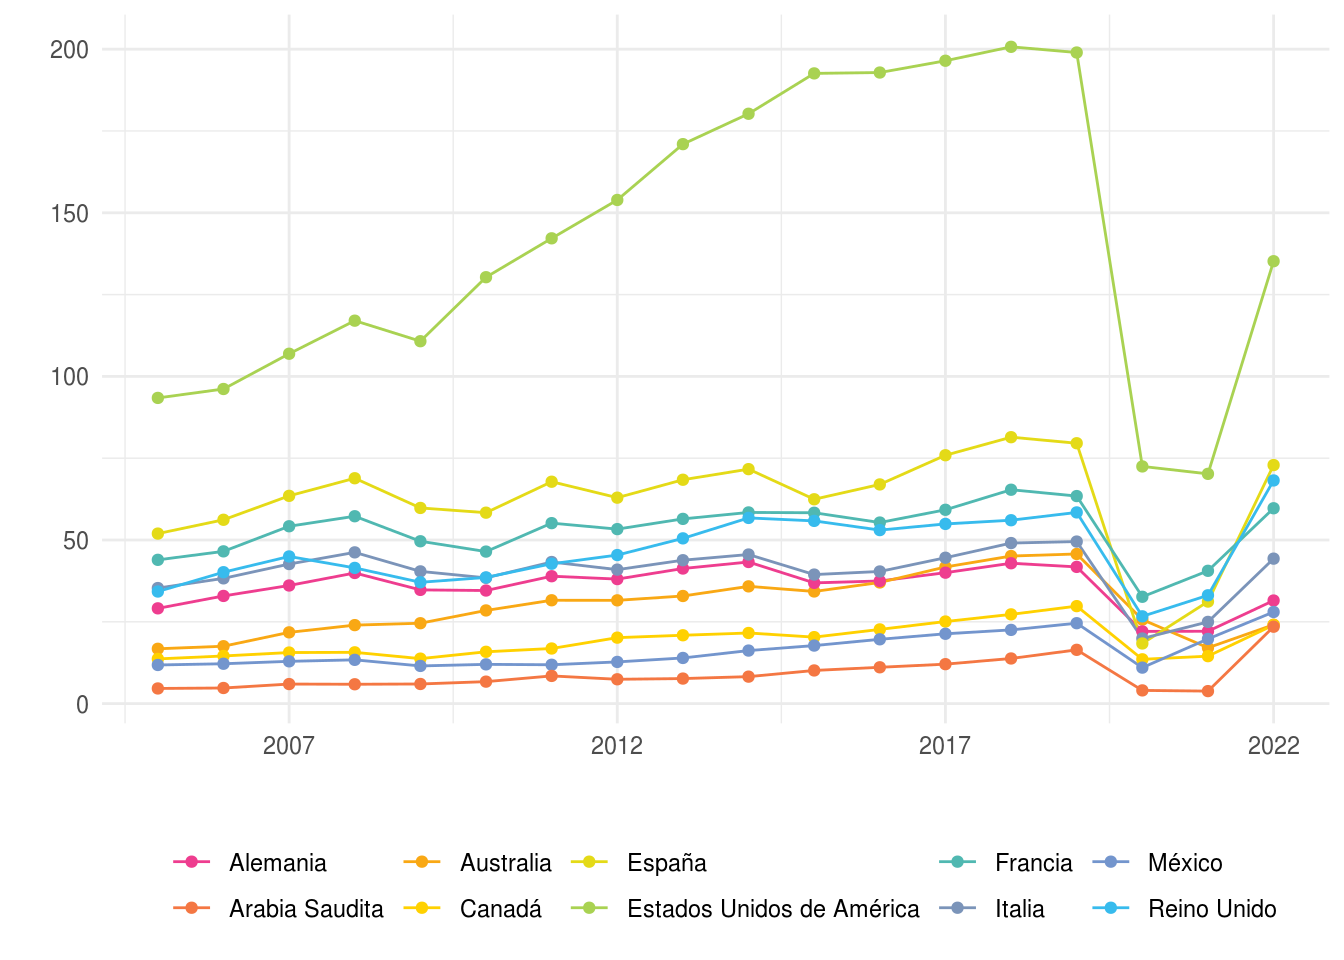 200
150
100
50
0
2007 2012 2017 2022
Alemania Australia España Francia México
Arabia Saudita Canadá Estados Unidos de América Italia Reino Unido